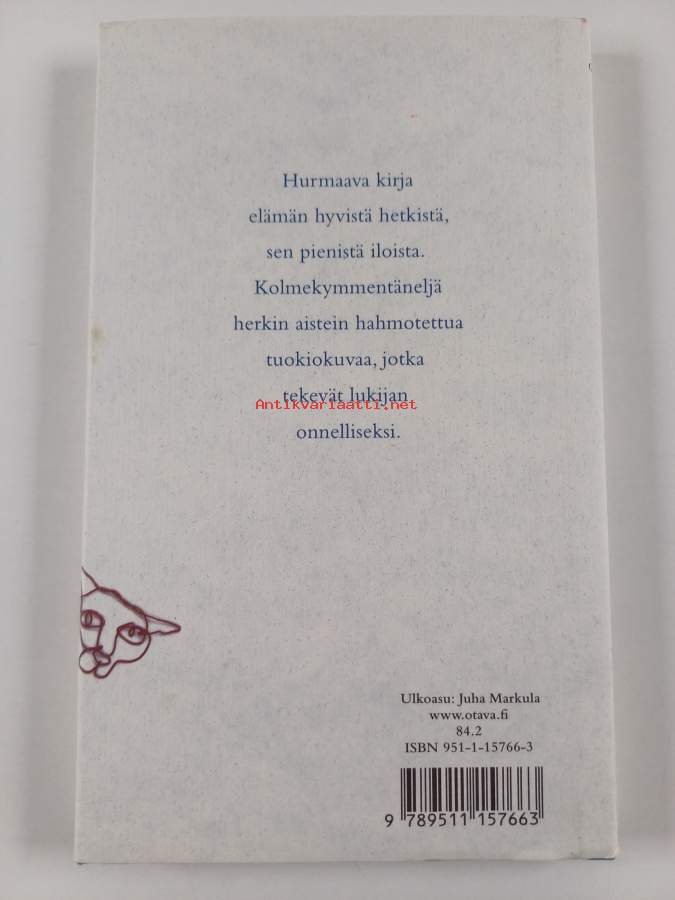 Hurmaava kirja
elämän hyvistä hetkistä,
sen pienistä iloista.
Kolmekymmentäneljä
herkin aistein hahmotettua
tuokiokuvaa, jotka
tekevät lukijan
Antikvariaatti.net
onnelliseksi.
Ulkoasu: Juha Markula
www.otava.fi
84.2
ISBN 951-1-15766-3
9 789511 157663